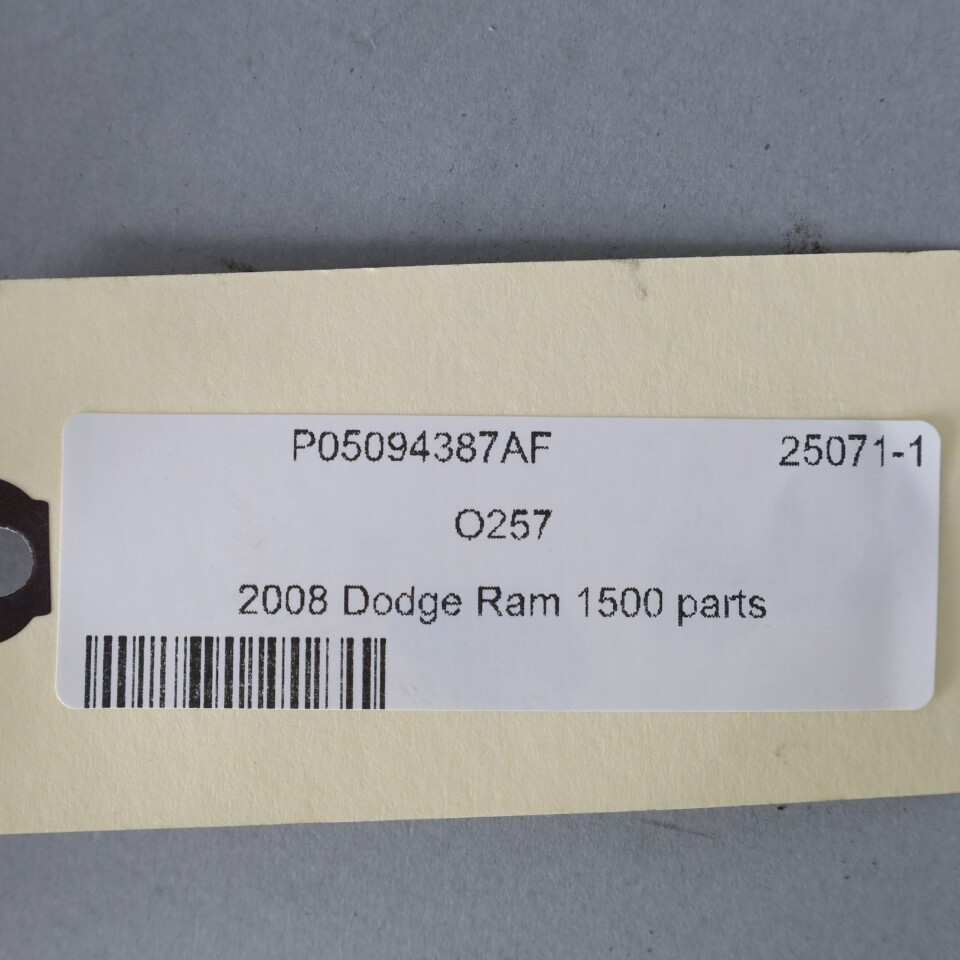 P05094387AF 25071-1
O257
2008 Dodge Ram 1500 parts